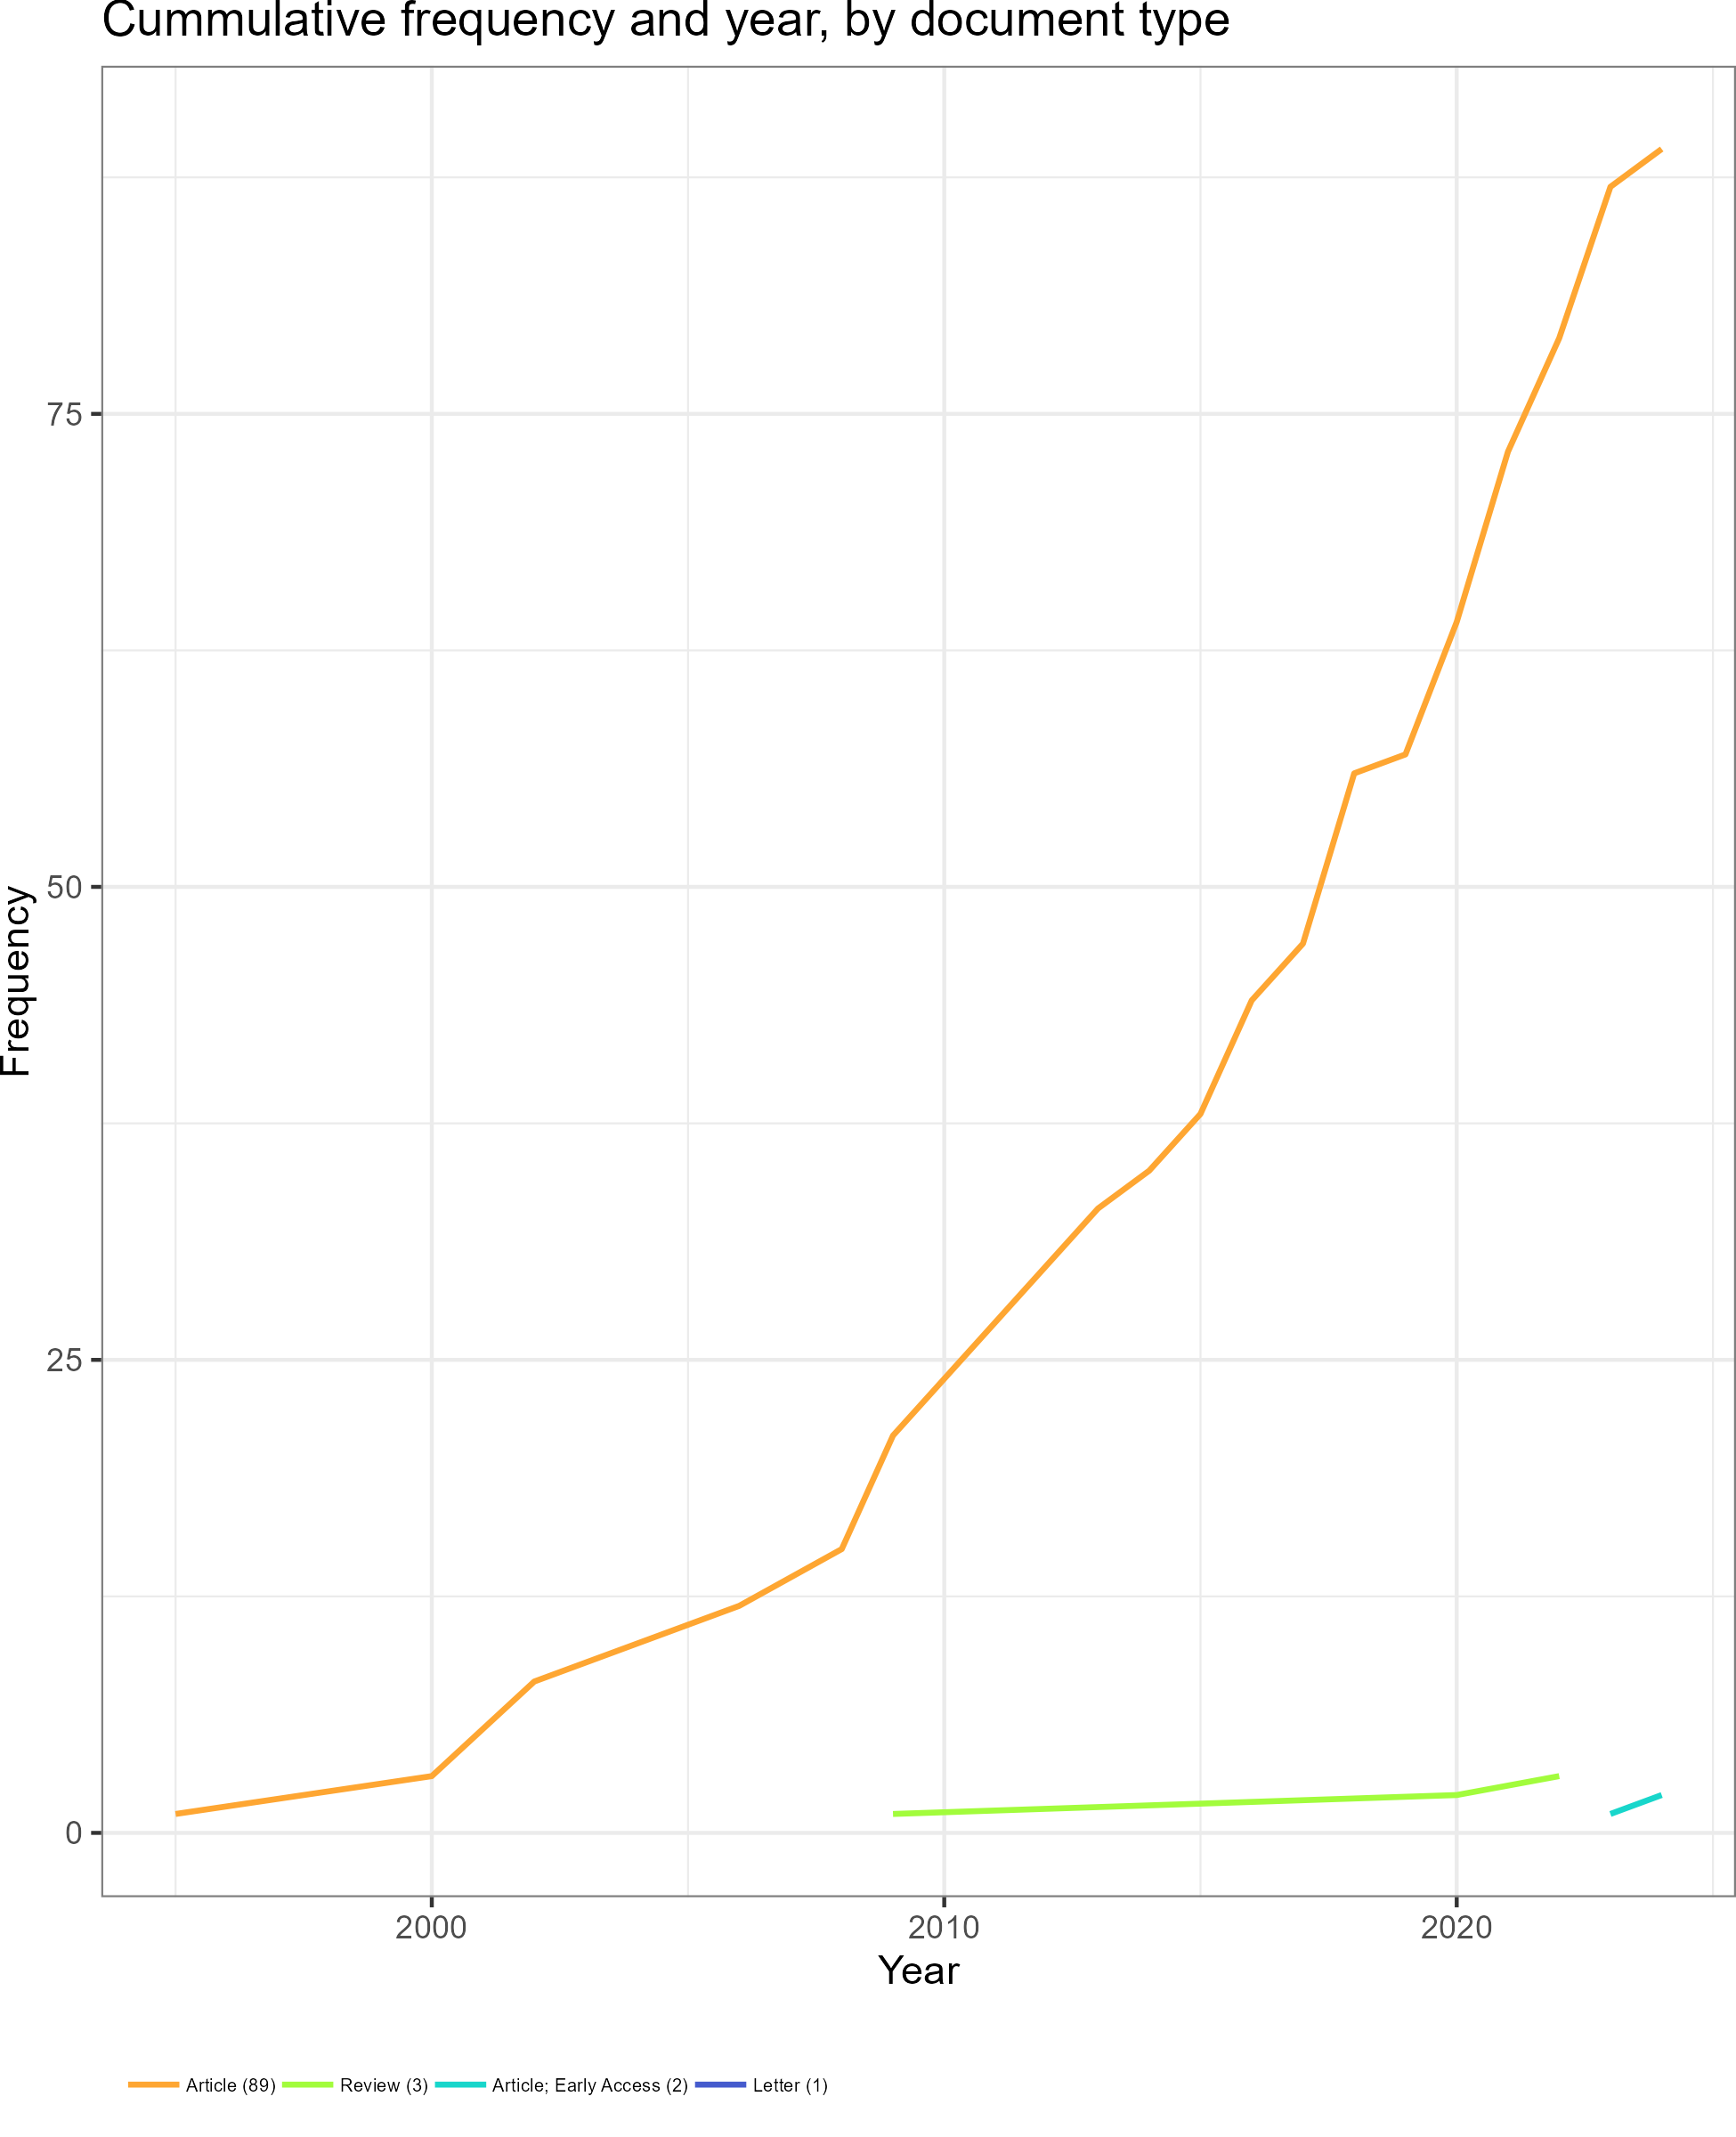 Cummulative frequency and year, by document type
75
50
25
0
Frequency
2000 2010 2020
Year
Article (89) Review (3) Article; Early Access (2) Letter (1)